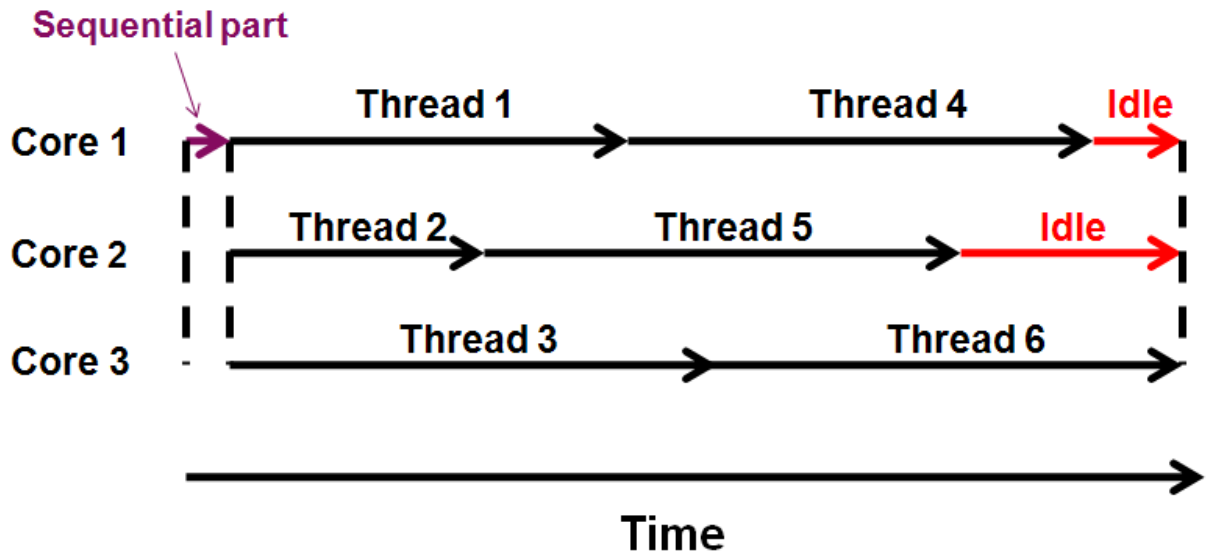 Sequential part
Thread 1
Thread 4
Idle
Core 1
Thread 2
Thread 5
Idle
Core 2
Thread 3
Thread 6
Core 3
Time